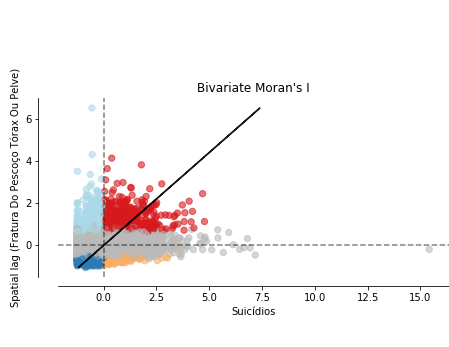 Bivariate Moran's I
Spatial lag (Fratura Do Pescoço Tórax Ou Pelve)
6
4
2
0
0.0 2.5 5.0 7.5 10.0 12.5 15.0
Suicídios